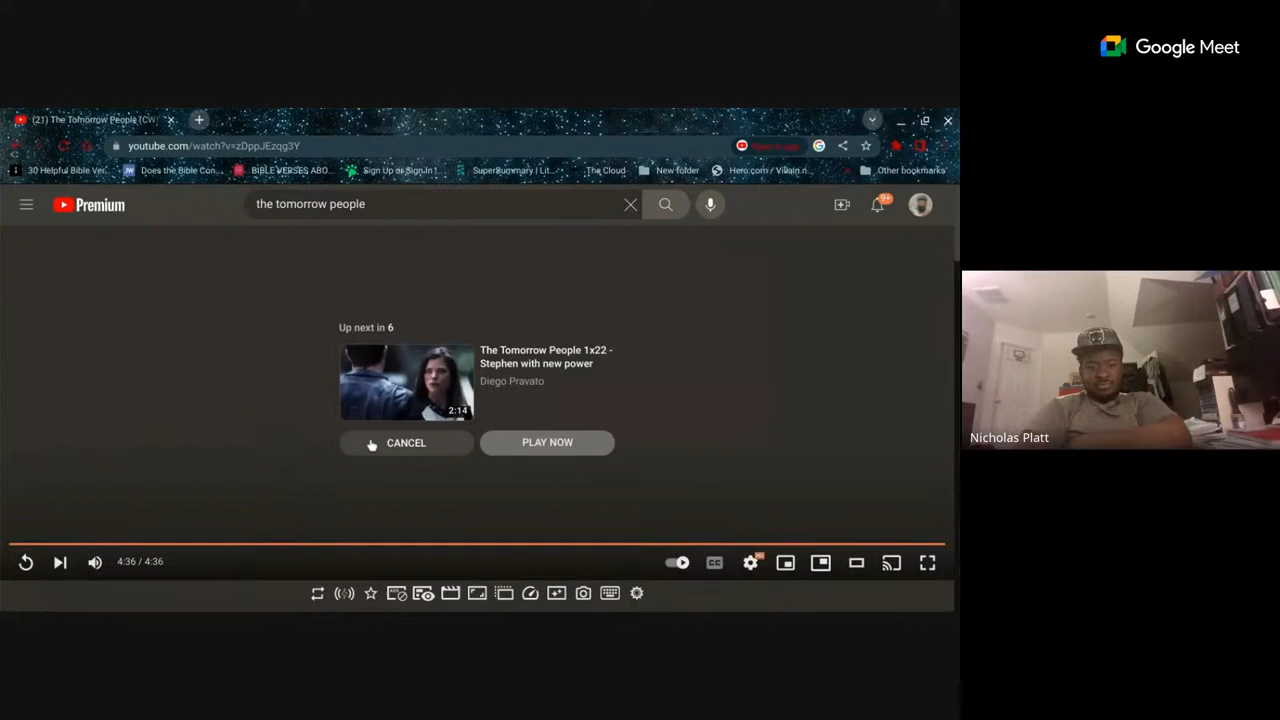 Google Meet
(21) The Tomorrow People (CW
youtube.com/watch?v=zDppJEzqg3Y
30 Helpful Bible Ver...
Does the Bible Con...
BIBLE VERSES ABO...
Sign Up or Sign In |
SuperSummary | Lit...
The Cloud
New folder
Hero.com / Villain.n...
Other bookmarks
Premium
the tomorrow people
9+
Up next in 6
The Tomorrow People 1x22 -
Stephen with new power
Diego Pravato
2:14
CANCEL
PLAY NOW
Nicholas Platt
4:36 / 4:36
CC